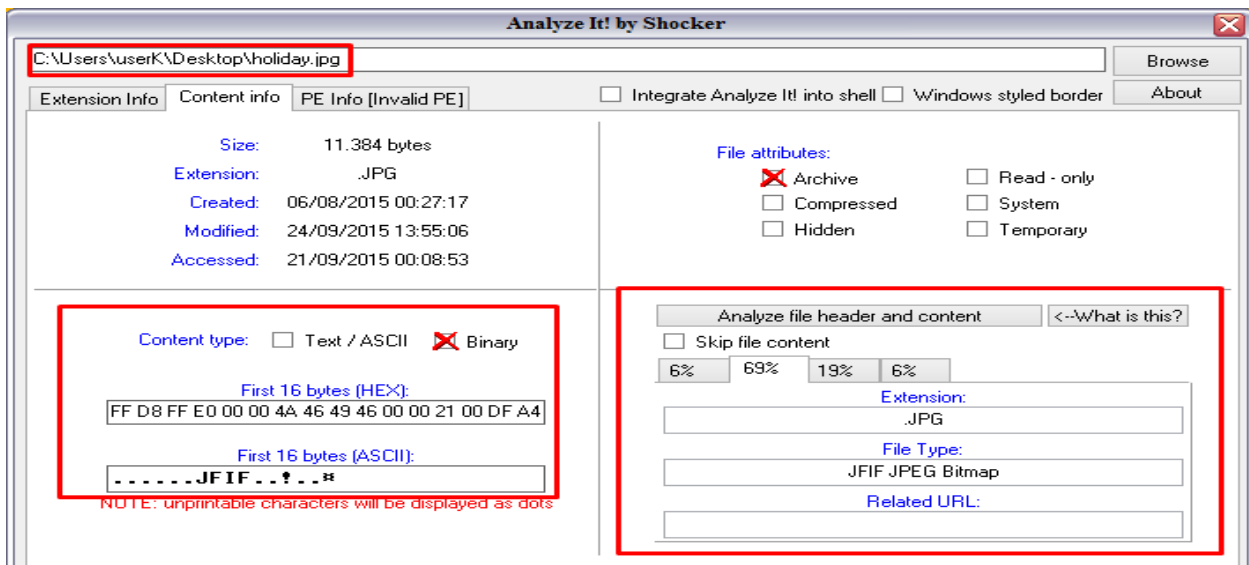 Analyze It! by Shocker
C:\Users\userK\Desktop\holiday.jpg
Browse
Extension Info Content info PE Info [Invalid PE] Integrate Analyze It! into shell Windows styled border About
Size: 11.384 bytes
Extension: .JPG
Created: 06/08/2015 00:27:17
Modified: 24/09/2015 13:55:06
Accessed: 21/09/2015 00:08:53
File attributes:
Archive Read - only
Compressed System
Hidden Temporary
Content type: Text / ASCII Binary
First 16 bytes (HEX):
FF D8 FF E0 00 00 4A 46 49 46 00 00 21 00 DF A4
First 16 bytes (ASCII):
......JFIF..!..¤
NOTE: unprintable characters will be displayed as dots
Analyze file header and content <--What is this?
Skip file content
6% 69% 19% 6%
Extension:
.JPG
File Type:
JFIF JPEG Bitmap
Related URL: